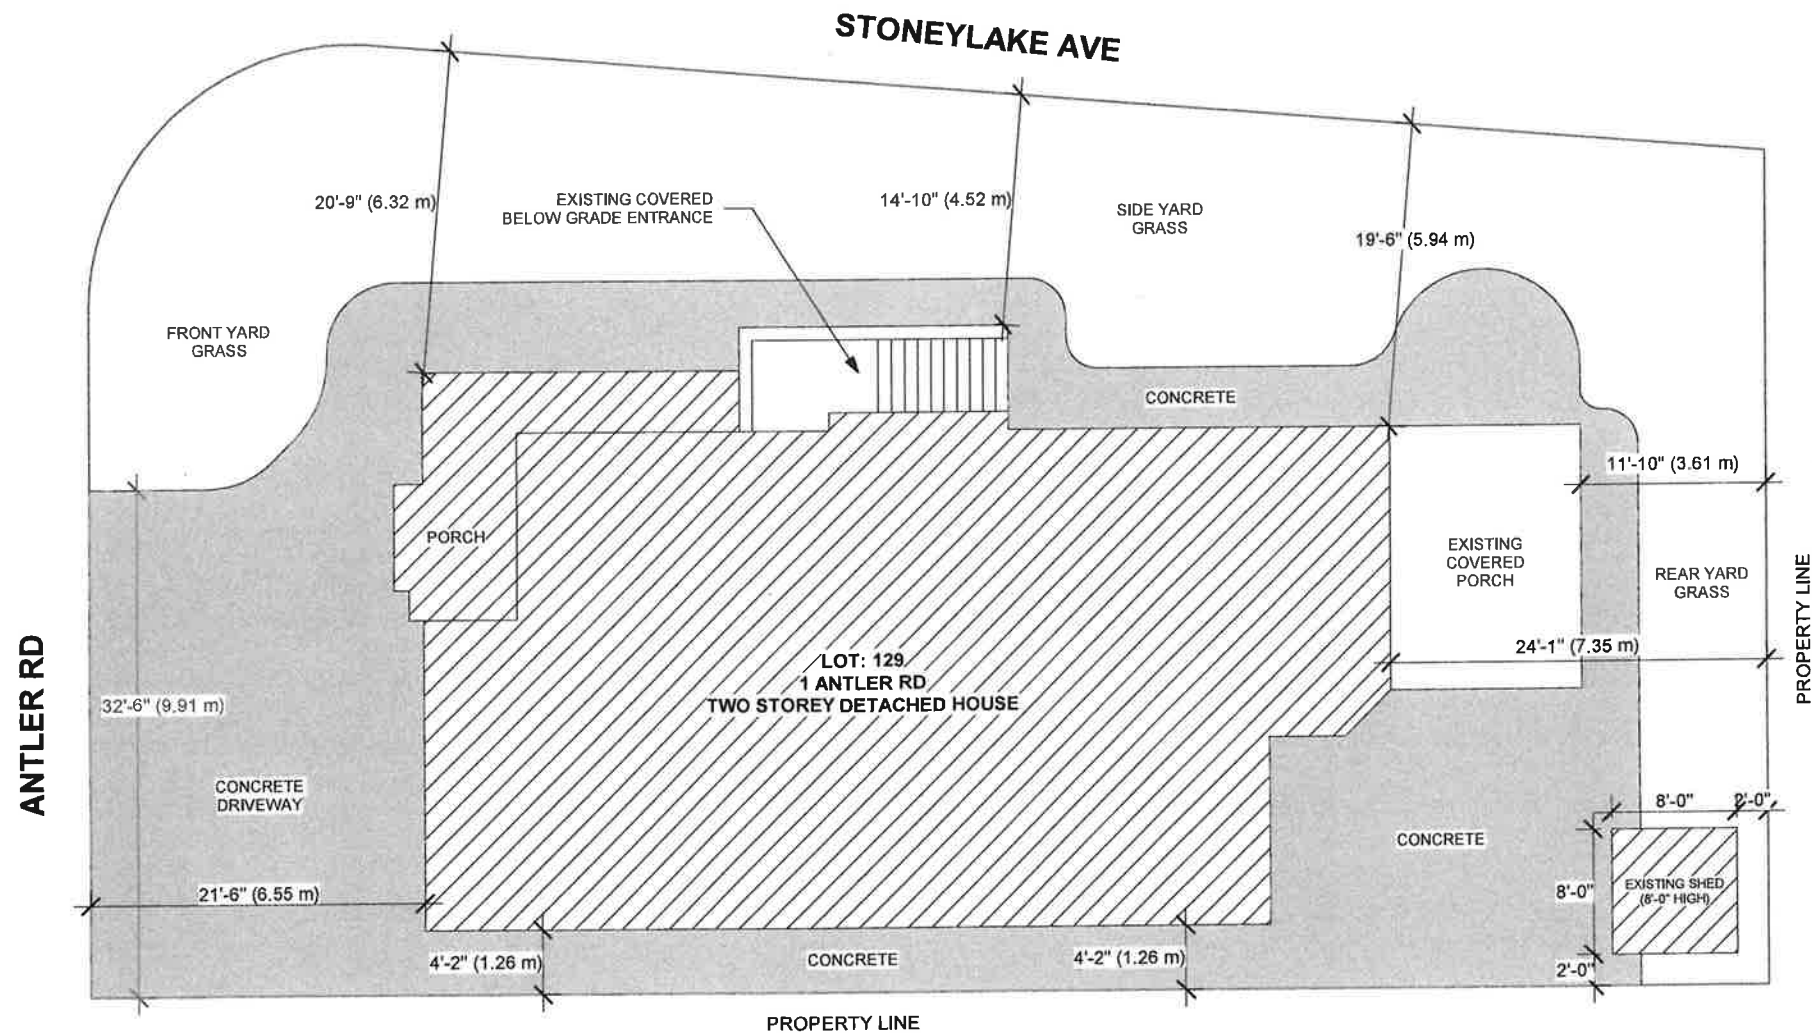 STONEYLAKE AVE
20'-9" (6.32 m)
EXISTING COVERED
BELOW GRADE ENTRANCE
14'-10" (4.52 m)
SIDE YARD
GRASS
19'-6" (5.94 m)
FRONT YARD
GRASS
CONCRETE
11'-10" (3.61 m)
PORCH
EXISTING
COVERED
PORCH
REAR YARD
GRASS
PROPERTY LINE
24'-1" (7.35 m)
LOT: 129
1 ANTLER RD
TWO STOREY DETACHED HOUSE
ANTLER RD
32'-6" (9.91 m)
CONCRETE
DRIVEWAY
8'-0"
2'-0"
CONCRETE
21'-6" (6.55 m)
8'-0"
EXISTING SHED
(8'-0" HIGH)
4'-2" (1.26 m)
CONCRETE
4'-2" (1.26 m)
2'-0"
PROPERTY LINE